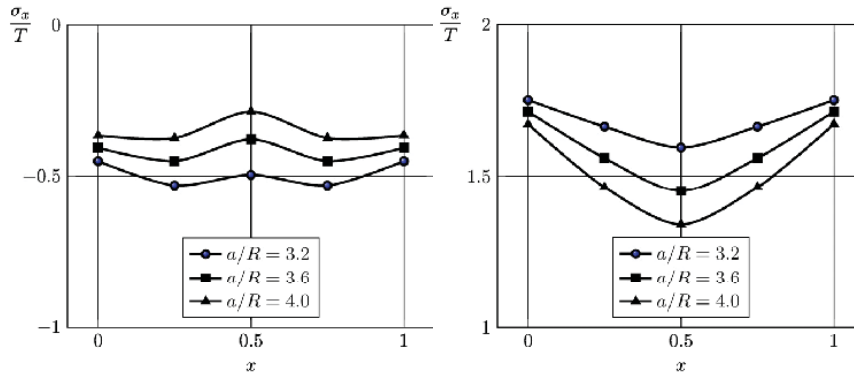 σₓ/T
0
−0.5
−1
a/R = 3.2
a/R = 3.6
a/R = 4.0
0 0.5 1
x
σₓ/T
2
1.5
1
a/R = 3.2
a/R = 3.6
a/R = 4.0
0 0.5 1
x